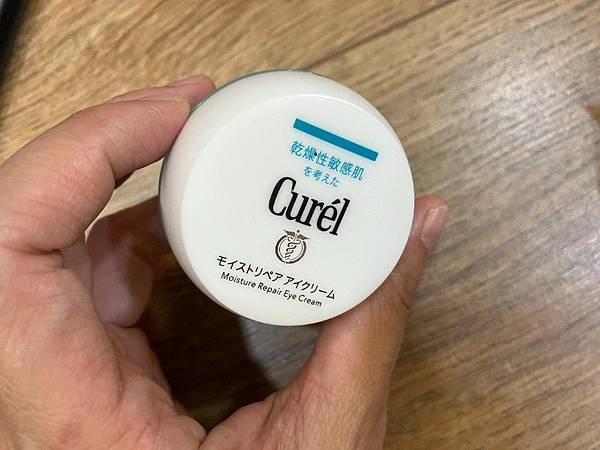 乾燥性敏感肌
を考えた
Curél
モイストリペア アイクリーム
Moisture Repair Eye Cream